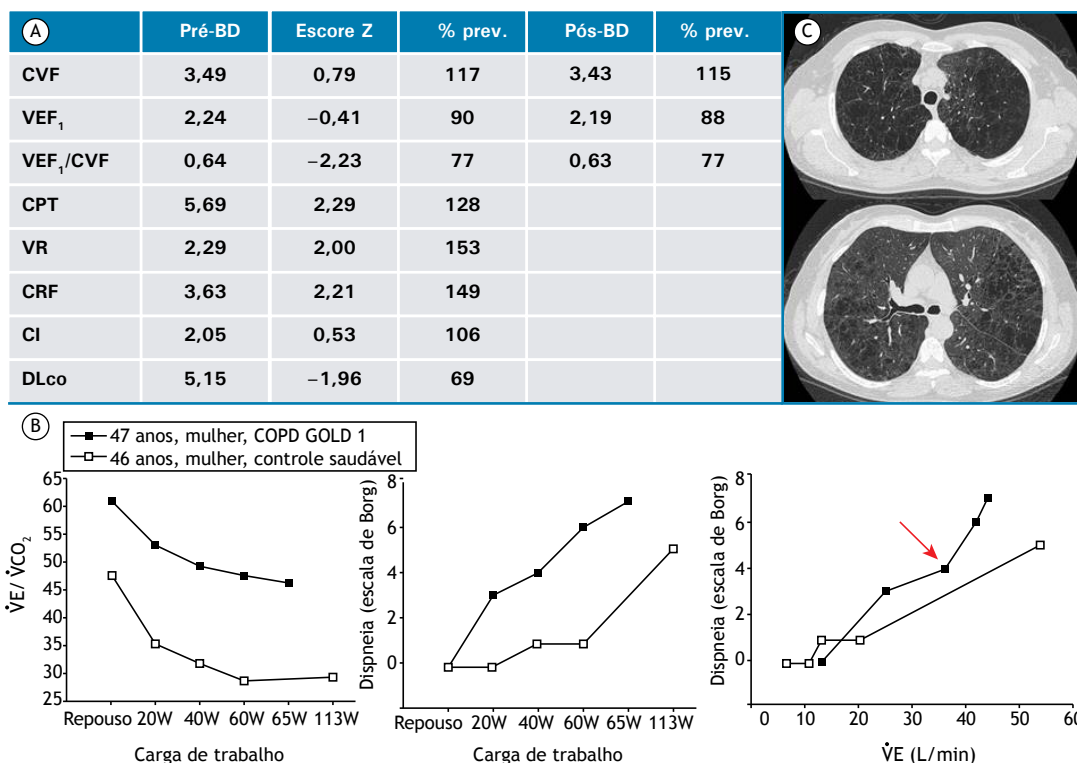 A Pré-BD Escore Z % prev. Pós-BD % prev.
CVF 3,49 0,79 117 3,43 115
VEF1 2,24 −0,41 90 2,19 88
VEF1/CVF 0,64 −2,23 77 0,63 77
CPT 5,69 2,29 128
VR 2,29 2,00 153
CRF 3,63 2,21 149
CI 2,05 0,53 106
DLco 5,15 −1,96 69
C
B
47 anos, mulher, COPD GOLD 1
46 anos, mulher, controle saudável
V̇E/V̇CO2
65
60
55
50
45
40
35
30
25
Repouso 20W 40W 60W 65W 113W
Carga de trabalho
Dispneia (escala de Borg)
8
6
4
2
0
Repouso 20W 40W 60W 65W 113W
Carga de trabalho
Dispneia (escala de Borg)
8
6
4
2
0
0 10 20 30 40 50 60
V̇E (L/min)